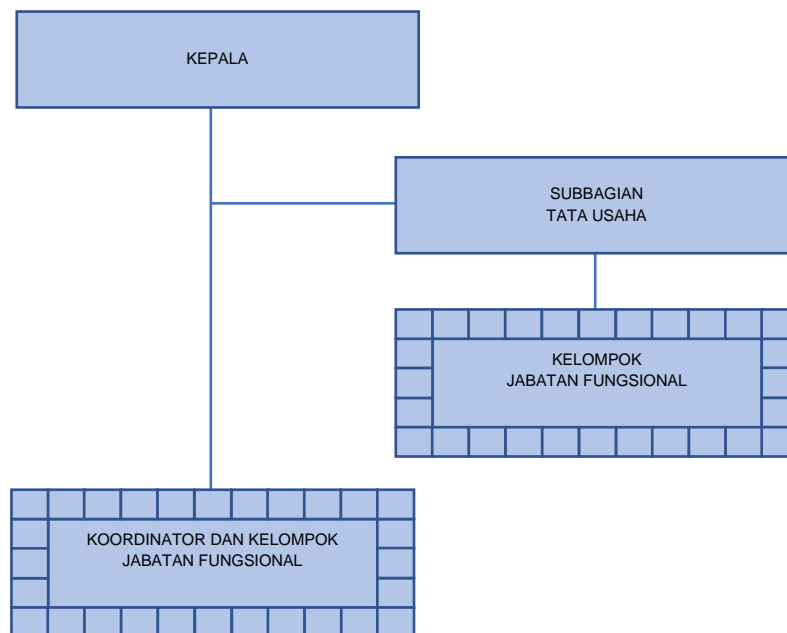 KEPALA
SUBBAGIAN
TATA USAHA
KELOMPOK
JABATAN FUNGSIONAL
KOORDINATOR DAN KELOMPOK
JABATAN FUNGSIONAL